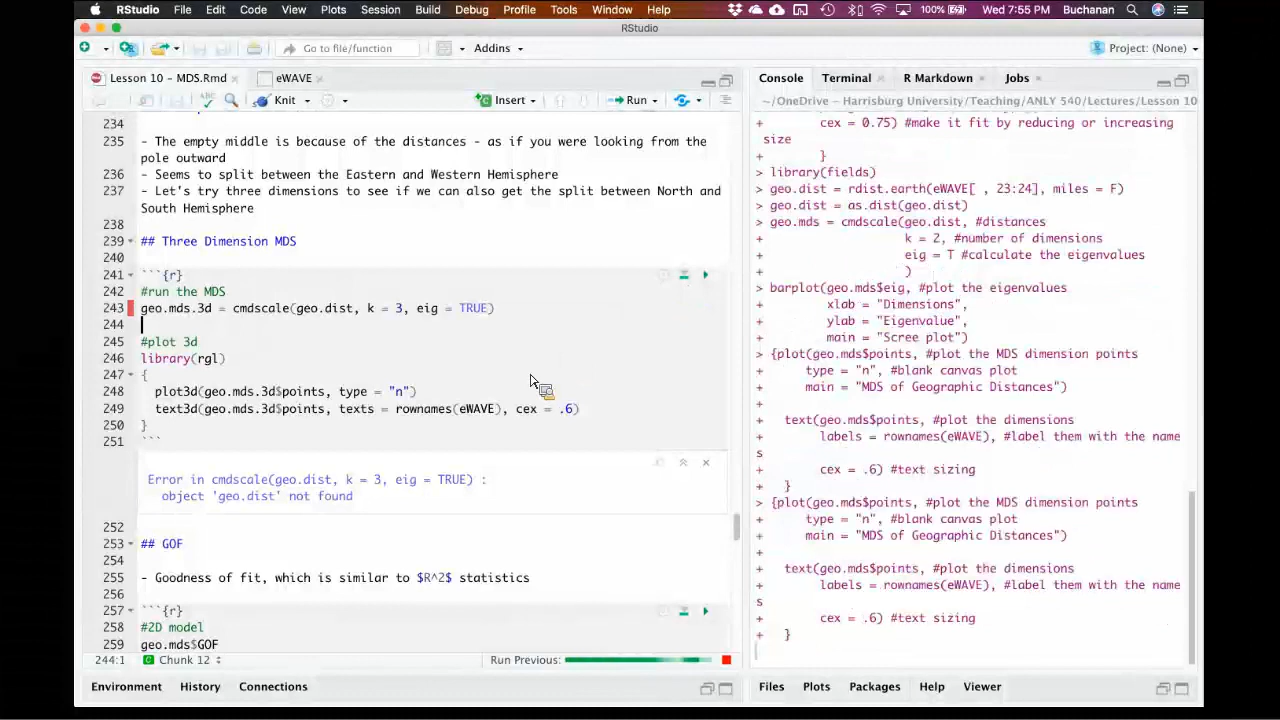 RStudio File Edit Code View Plots Session Build Debug Profile Tools Window Help 100% Wed 7:55 PM Buchanan
RStudio
Go to file/function Addins Project: (None)
Lesson 10 - MDS.Rmd eWAVE
ABC Knit Insert Run
234
235 - The empty middle is because of the distances - as if you were looking from the
pole outward
236 - Seems to split between the Eastern and Western Hemisphere
237 - Let's try three dimensions to see if we can also get the split between North and
South Hemisphere
238
239 ## Three Dimension MDS
240
241 ```{r}
242 #run the MDS
243 geo.mds.3d = cmdscale(geo.dist, k = 3, eig = TRUE)
244
245 #plot 3d
246 library(rgl)
247 {
248 plot3d(geo.mds.3d$points, type = "n")
249 text3d(geo.mds.3d$points, texts = rownames(eWAVE), cex = .6)
250 }
251 ```
Error in cmdscale(geo.dist, k = 3, eig = TRUE) :
object 'geo.dist' not found
252
253 ## GOF
254
255 - Goodness of fit, which is similar to $R^2$ statistics
256
257 ```{r}
258 #2D model
259 geo.mds$GOF
244:1 Chunk 12 Run Previous:
Environment History Connections
Console Terminal R Markdown Jobs
~/OneDrive - Harrisburg University/Teaching/ANLY 540/Lectures/Lesson 10
+ cex = 0.75) #make it fit by reducing or increasing
size
+ }
> library(fields)
> geo.dist = rdist.earth(eWAVE[ , 23:24], miles = F)
> geo.dist = as.dist(geo.dist)
> geo.mds = cmdscale(geo.dist, #distances
+ k = 2, #number of dimensions
+ eig = T #calculate the eigenvalues
+ )
> barplot(geo.mds$eig, #plot the eigenvalues
+ xlab = "Dimensions",
+ ylab = "Eigenvalue",
+ main = "Scree plot")
> {plot(geo.mds$points, #plot the MDS dimension points
+ type = "n", #blank canvas plot
+ main = "MDS of Geographic Distances")
+
+ text(geo.mds$points, #plot the dimensions
+ labels = rownames(eWAVE), #label them with the name
s
+ cex = .6) #text sizing
+ }
> {plot(geo.mds$points, #plot the MDS dimension points
+ type = "n", #blank canvas plot
+ main = "MDS of Geographic Distances")
+
+ text(geo.mds$points, #plot the dimensions
+ labels = rownames(eWAVE), #label them with the name
s
+ cex = .6) #text sizing
+ }
Files Plots Packages Help Viewer